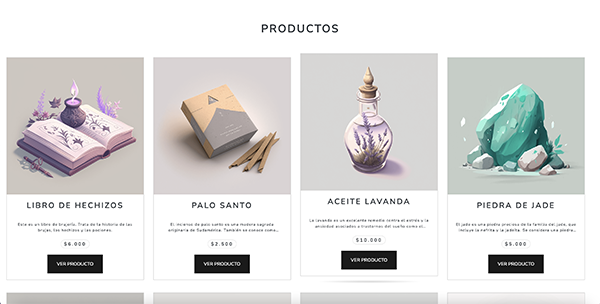 PRODUCTOS
LIBRO DE HECHIZOS
Este es un libro de brujería. Trata de la historia de las
brujas, los hechizos y las pociones.
$6.000
VER PRODUCTO
PALO SANTO
El incienso de palo santo es una madera sagrada
originaria de Sudamérica. También se conoce como...
$2.500
VER PRODUCTO
ACEITE LAVANDA
La lavanda es un excelente remedio contra el estrés y la
ansiedad asociados a trastornos del sueño como el...
$10.000
VER PRODUCTO
PIEDRA DE JADE
El jade es una piedra preciosa de la familia del jade, que
incluye la nefrita y la jadeíta. Se considera una piedra...
$5.000
VER PRODUCTO